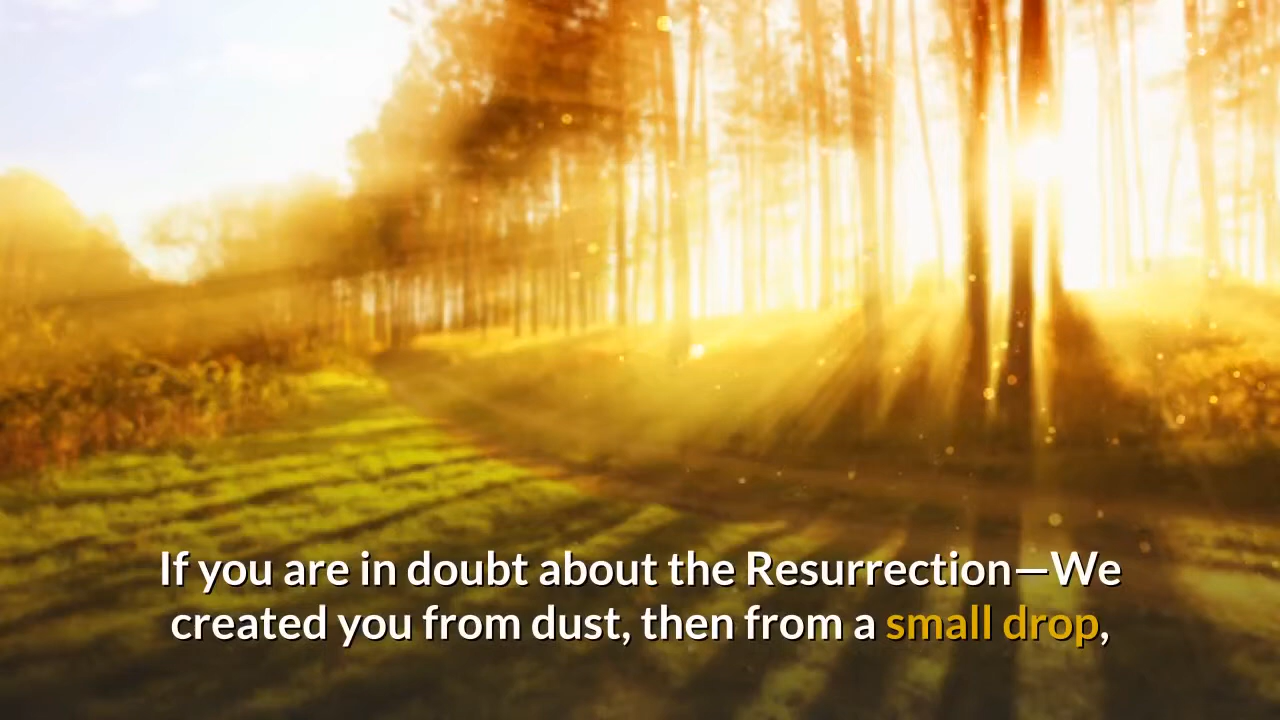 If you are in doubt about the Resurrection—We
created you from dust, then from a small drop,